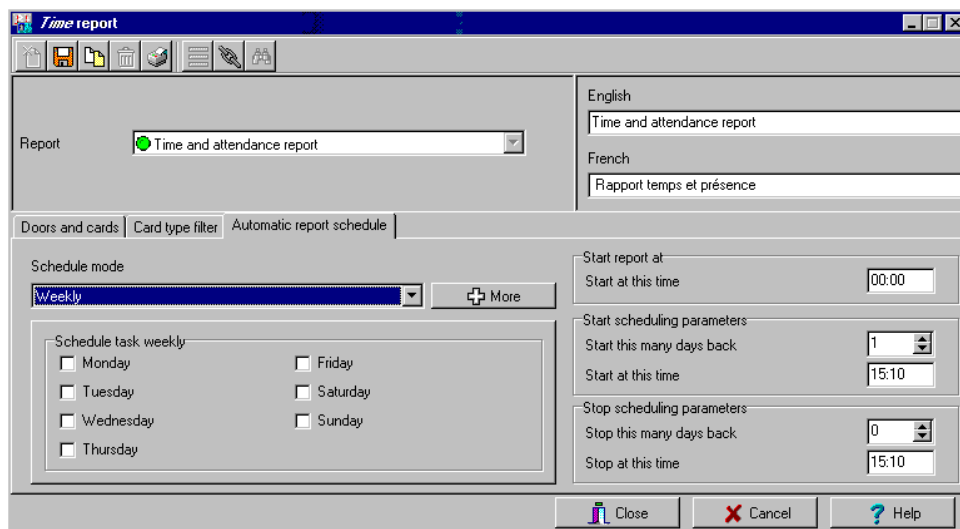 Time report
English
Time and attendance report
Report
Time and attendance report
French
Rapport temps et présence
Doors and cards
Card type filter
Automatic report schedule
Schedule mode
Weekly
More
Schedule task weekly
Monday
Friday
Tuesday
Saturday
Wednesday
Sunday
Thursday
Start report at
Start at this time
00:00
Start scheduling parameters
Start this many days back
1
Start at this time
15:10
Stop scheduling parameters
Stop this many days back
0
Stop at this time
15:10
Close
Cancel
Help